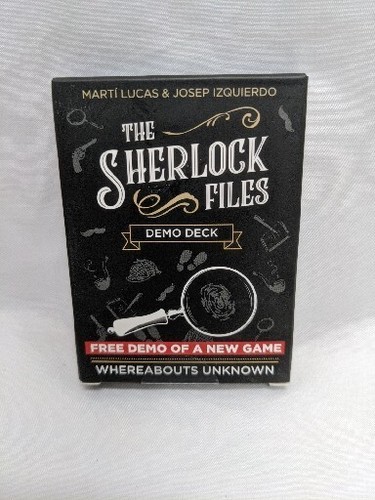 MARTÍ LUCAS & JOSEP IZQUIERDO
THE
SHERLOCK
FILES
DEMO DECK
FREE DEMO OF A NEW GAME
WHEREABOUTS UNKNOWN